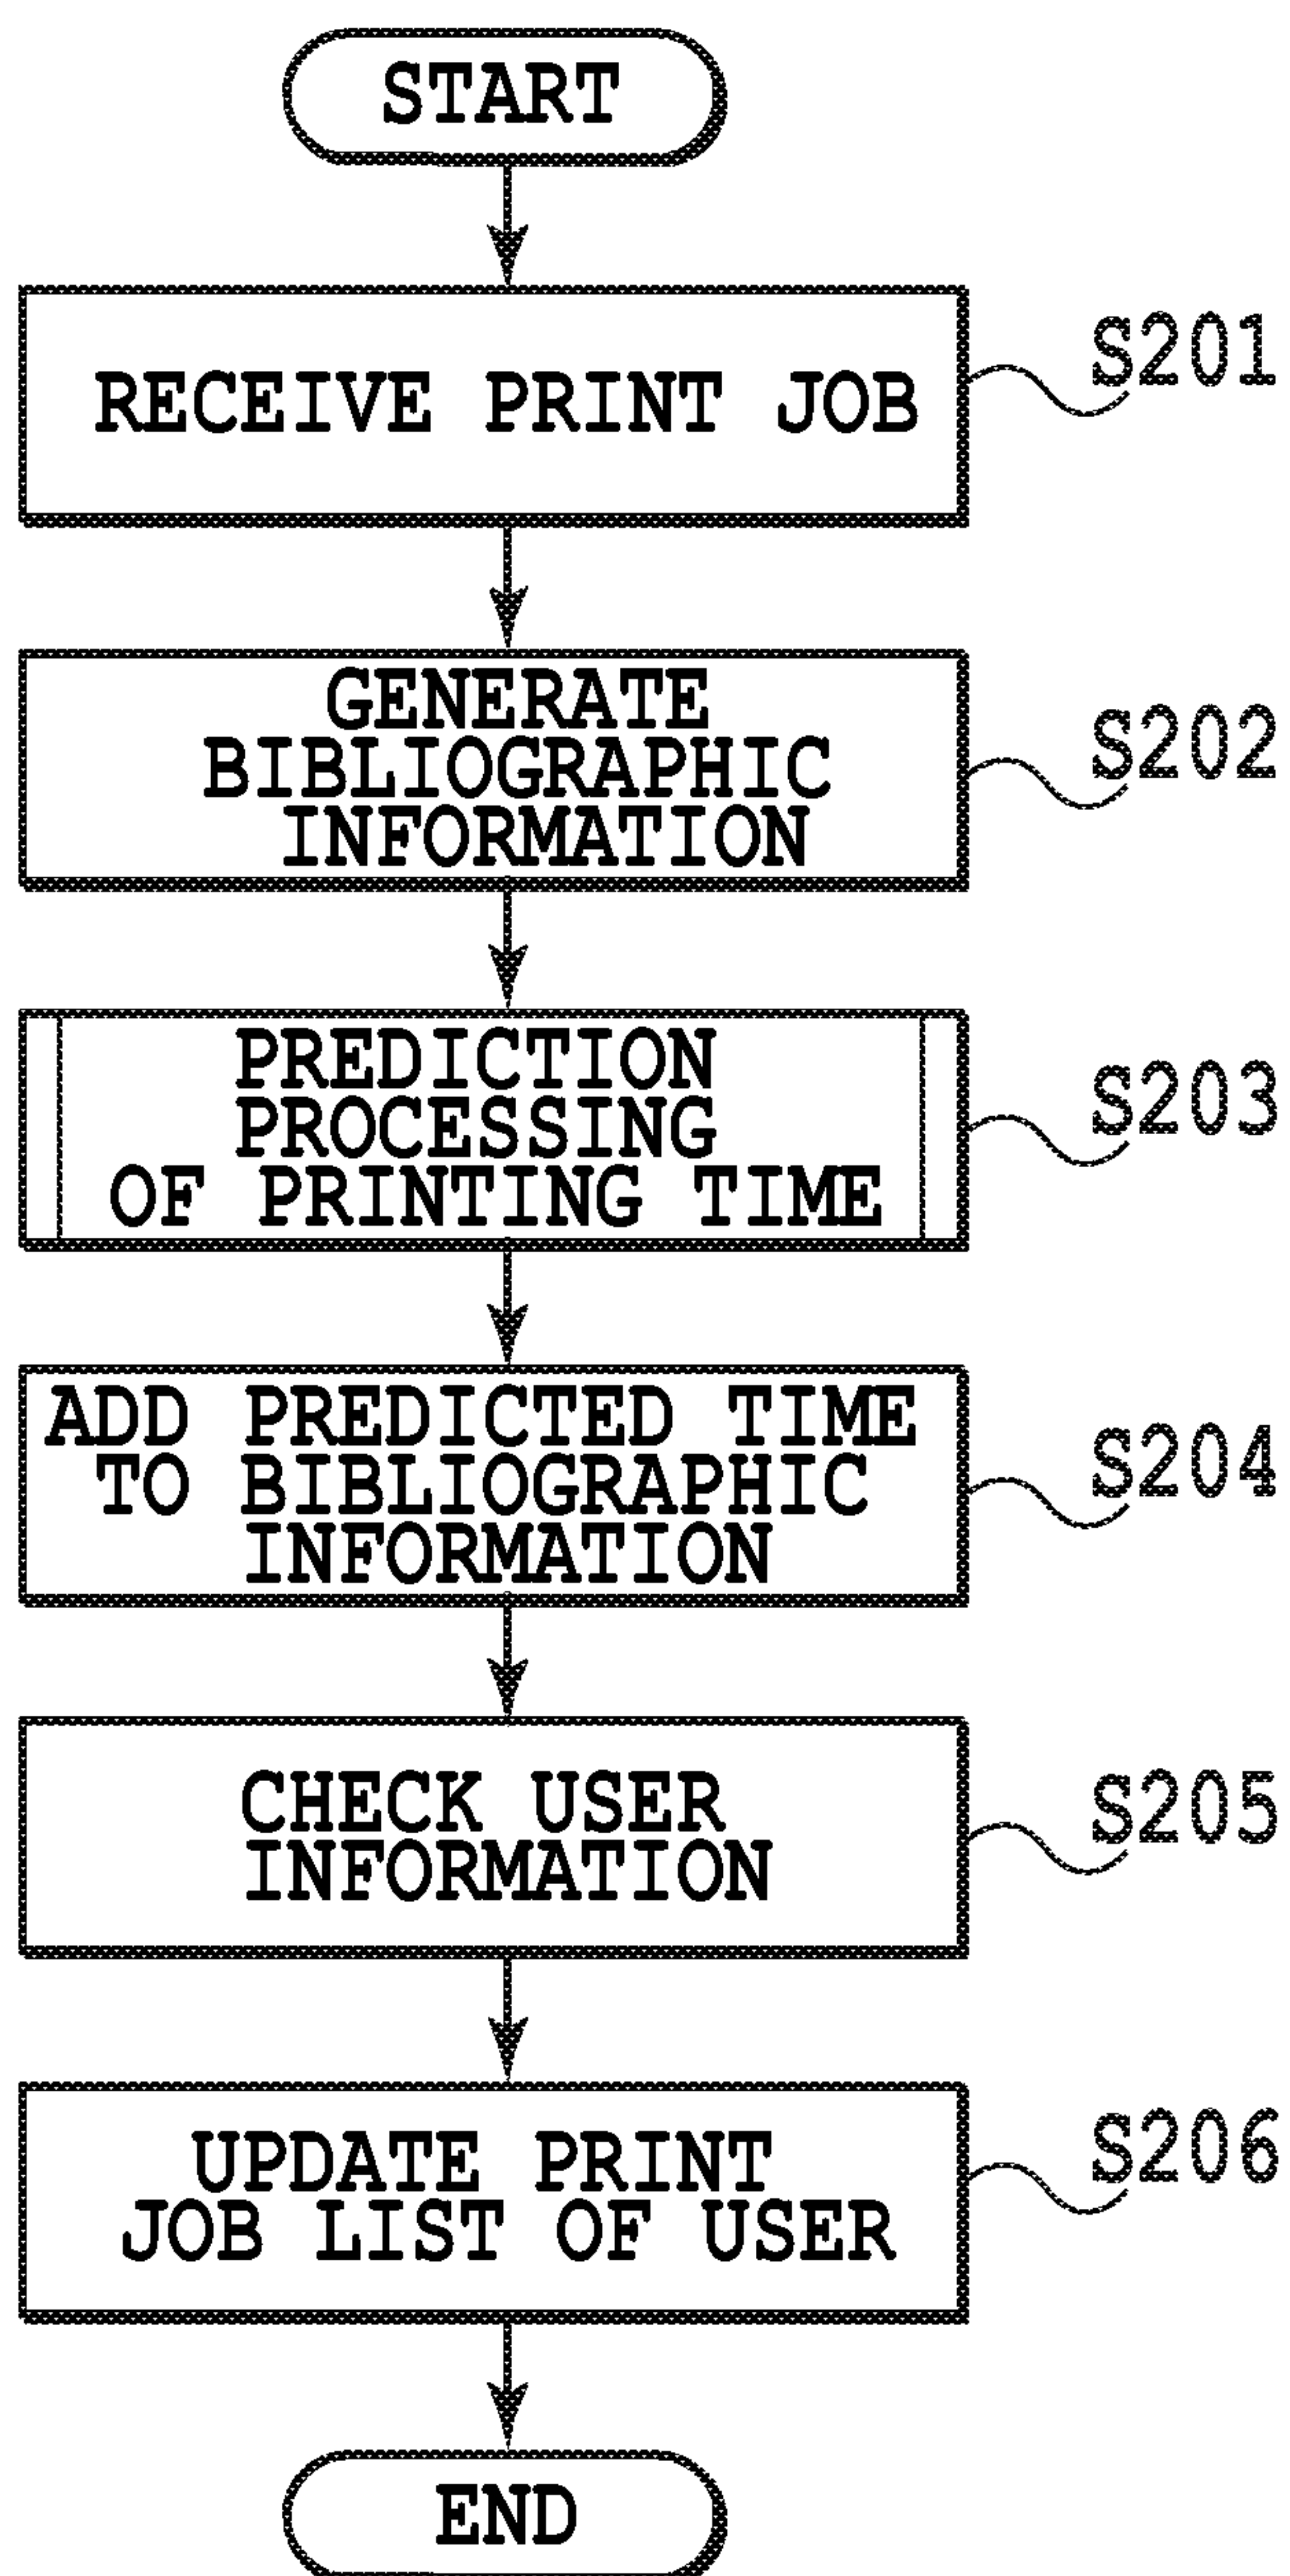 START
RECEIVE PRINT JOB
S201
GENERATE
BIBLIOGRAPHIC
INFORMATION
S202
PREDICTION
PROCESSING
OF PRINTING TIME
S203
ADD PREDICTED TIME
TO BIBLIOGRAPHIC
INFORMATION
S204
CHECK USER
INFORMATION
S205
UPDATE PRINT
JOB LIST OF USER
S206
END